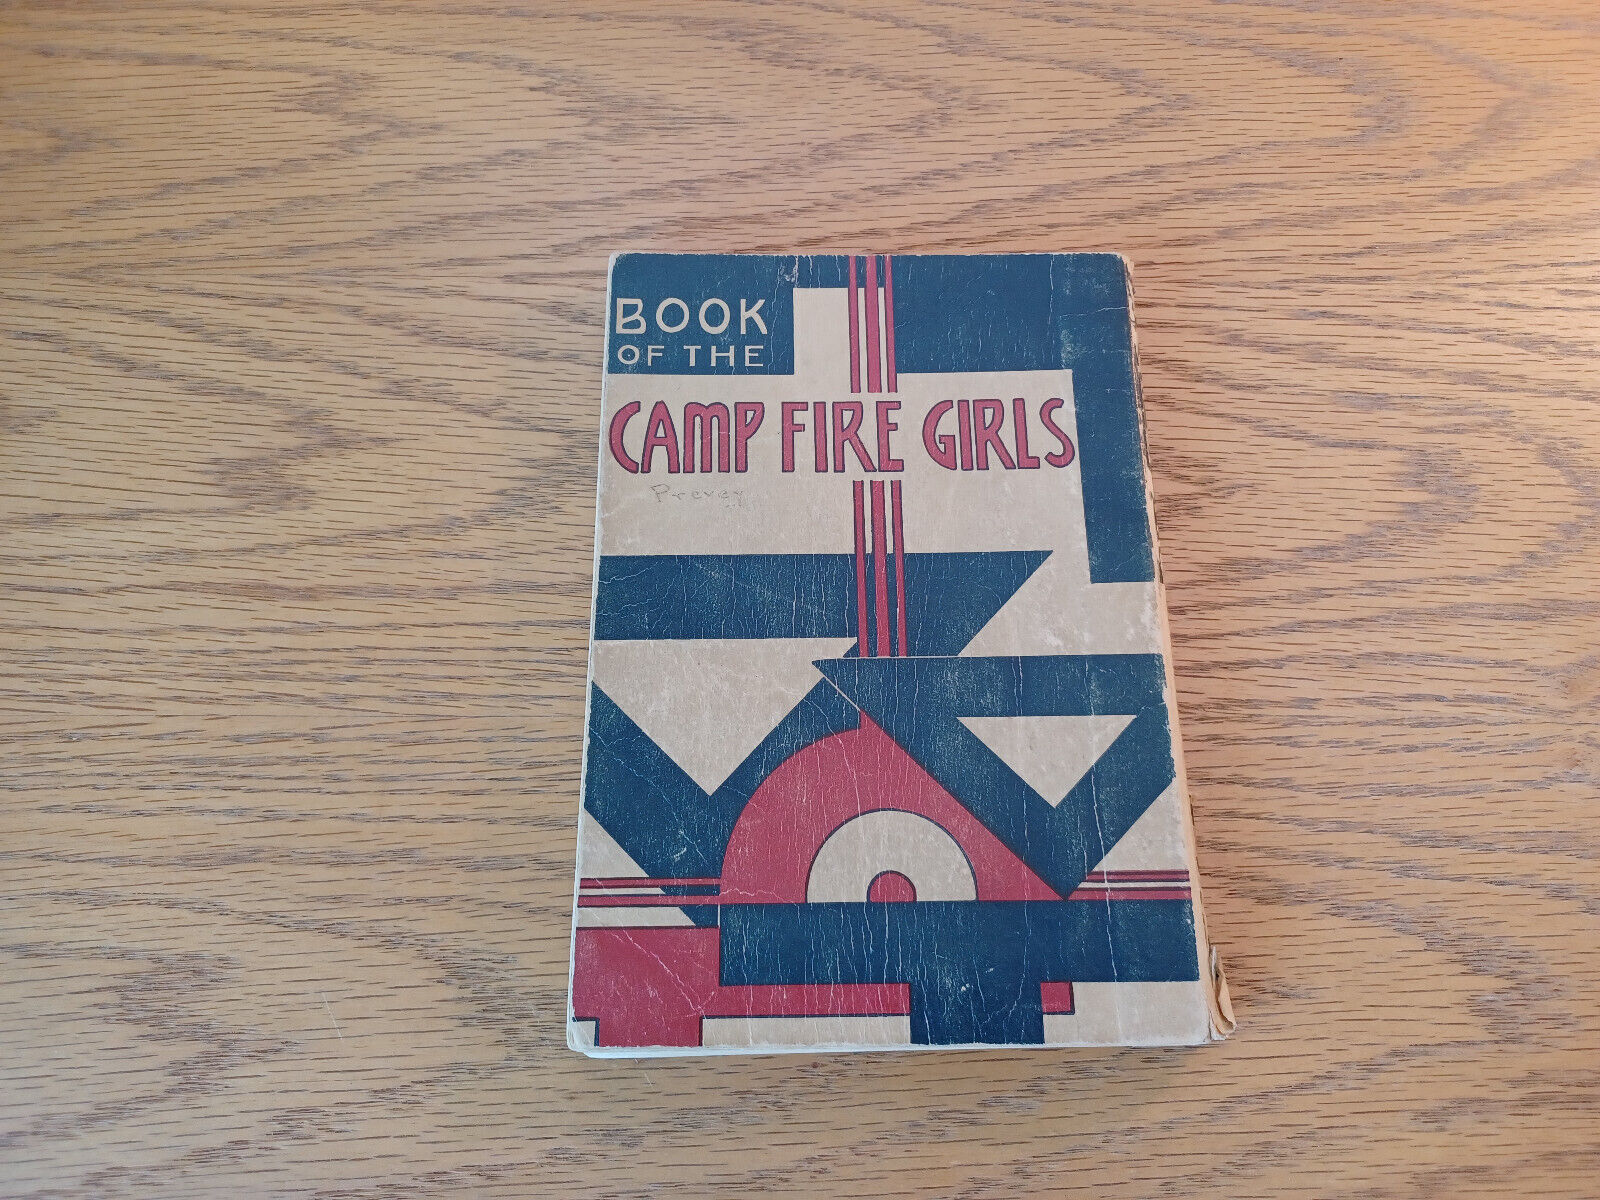 BOOK
OF THE
CAMP FIRE GIRLS
Prevey